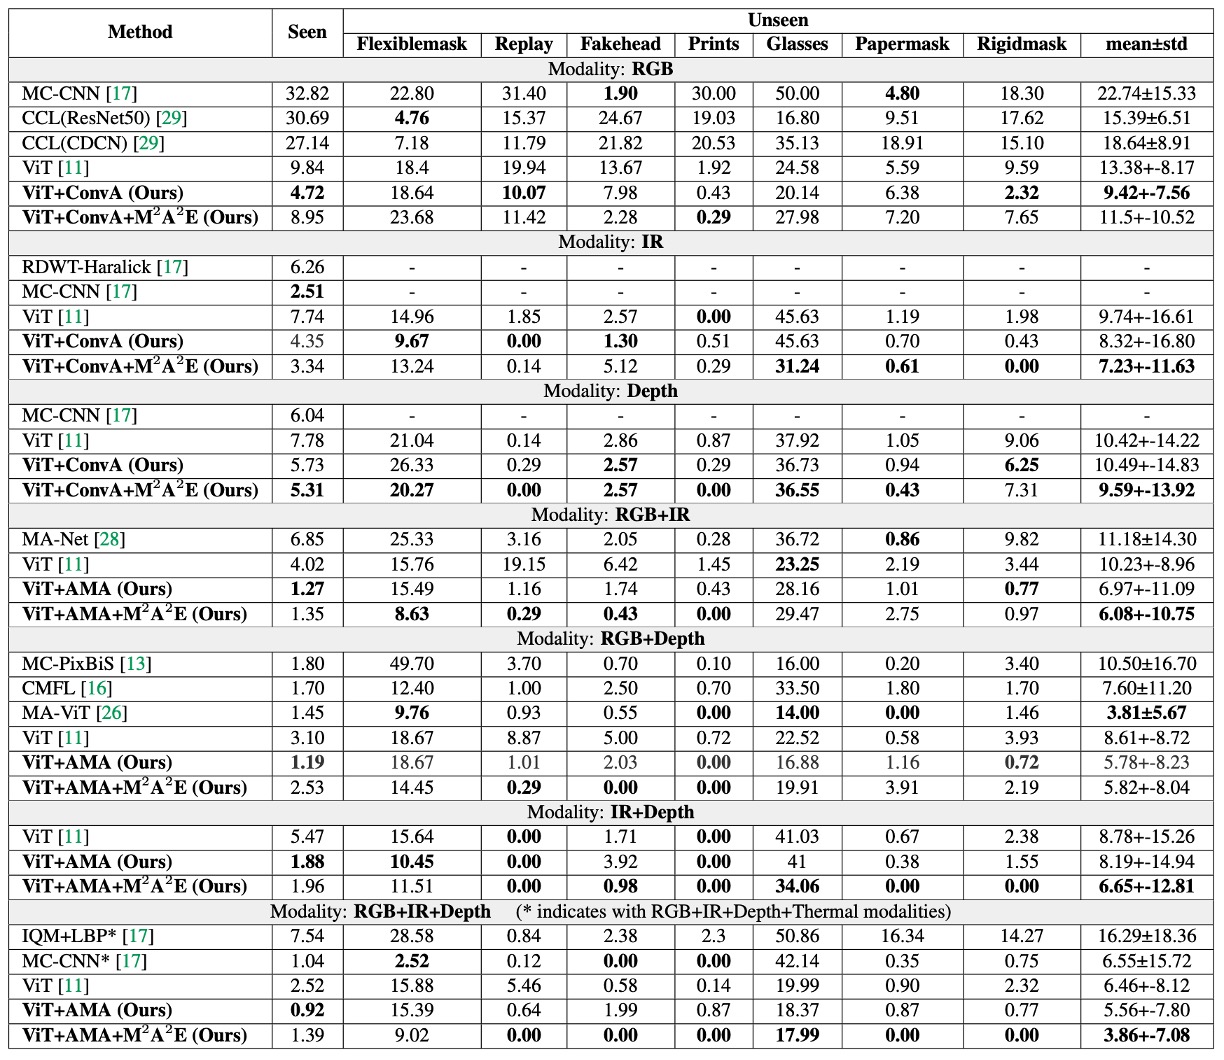 Method Seen Unseen
Flexiblemask Replay Fakehead Prints Glasses Papermask Rigidmask mean±std
Modality: RGB
MC-CNN [17] 32.82 22.80 31.40 1.90 30.00 50.00 4.80 18.30 22.74±15.33
CCL(ResNet50) [29] 30.69 4.76 15.37 24.67 19.03 16.80 9.51 17.62 15.39±6.51
CCL(CDCN) [29] 27.14 7.18 11.79 21.82 20.53 35.13 18.91 15.10 18.64±8.91
ViT [11] 9.84 18.4 19.94 13.67 1.92 24.58 5.59 9.59 13.38+-8.17
ViT+ConvA (Ours) 4.72 18.64 10.07 7.98 0.43 20.14 6.38 2.32 9.42+-7.56
ViT+ConvA+M²A²E (Ours) 8.95 23.68 11.42 2.28 0.29 27.98 7.20 7.65 11.5+-10.52
Modality: IR
RDWT-Haralick [17] 6.26 - - - - - - - -
MC-CNN [17] 2.51 - - - - - - - -
ViT [11] 7.74 14.96 1.85 2.57 0.00 45.63 1.19 1.98 9.74+-16.61
ViT+ConvA (Ours) 4.35 9.67 0.00 1.30 0.51 45.63 0.70 0.43 8.32+-16.80
ViT+ConvA+M²A²E (Ours) 3.34 13.24 0.14 5.12 0.29 31.24 0.61 0.00 7.23+-11.63
Modality: Depth
MC-CNN [17] 6.04 - - - - - - - -
ViT [11] 7.78 21.04 0.14 2.86 0.87 37.92 1.05 9.06 10.42+-14.22
ViT+ConvA (Ours) 5.73 26.33 0.29 2.57 0.29 36.73 0.94 6.25 10.49+-14.83
ViT+ConvA+M²A²E (Ours) 5.31 20.27 0.00 2.57 0.00 36.55 0.43 7.31 9.59+-13.92
Modality: RGB+IR
MA-Net [28] 6.85 25.33 3.16 2.05 0.28 36.72 0.86 9.82 11.18±14.30
ViT [11] 4.02 15.76 19.15 6.42 1.45 23.25 2.19 3.44 10.23+-8.96
ViT+AMA (Ours) 1.27 15.49 1.16 1.74 0.43 28.16 1.01 0.77 6.97+-11.09
ViT+AMA+M²A²E (Ours) 1.35 8.63 0.29 0.43 0.00 29.47 2.75 0.97 6.08+-10.75
Modality: RGB+Depth
MC-PixBiS [13] 1.80 49.70 3.70 0.70 0.10 16.00 0.20 3.40 10.50±16.70
CMFL [16] 1.70 12.40 1.00 2.50 0.70 33.50 1.80 1.70 7.60±11.20
MA-ViT [26] 1.45 9.76 0.93 0.55 0.00 14.00 0.00 1.46 3.81±5.67
ViT [11] 3.10 18.67 8.87 5.00 0.72 22.52 0.58 3.93 8.61+-8.72
ViT+AMA (Ours) 1.19 18.67 1.01 2.03 0.00 16.88 1.16 0.72 5.78+-8.23
ViT+AMA+M²A²E (Ours) 2.53 14.45 0.29 0.00 0.00 19.91 3.91 2.19 5.82+-8.04
Modality: IR+Depth
ViT [11] 5.47 15.64 0.00 1.71 0.00 41.03 0.67 2.38 8.78+-15.26
ViT+AMA (Ours) 1.88 10.45 0.00 3.92 0.00 41 0.38 1.55 8.19+-14.94
ViT+AMA+M²A²E (Ours) 1.96 11.51 0.00 0.98 0.00 34.06 0.00 0.00 6.65+-12.81
Modality: RGB+IR+Depth (* indicates with RGB+IR+Depth+Thermal modalities)
IQM+LBP* [17] 7.54 28.58 0.84 2.38 2.3 50.86 16.34 14.27 16.29±18.36
MC-CNN* [17] 1.04 2.52 0.12 0.00 0.00 42.14 0.35 0.75 6.55±15.72
ViT [11] 2.52 15.88 5.46 0.58 0.14 19.99 0.90 2.32 6.46+-8.12
ViT+AMA (Ours) 0.92 15.39 0.64 1.99 0.87 18.37 0.87 0.77 5.56+-7.80
ViT+AMA+M²A²E (Ours) 1.39 9.02 0.00 0.00 0.00 17.99 0.00 0.00 3.86+-7.08